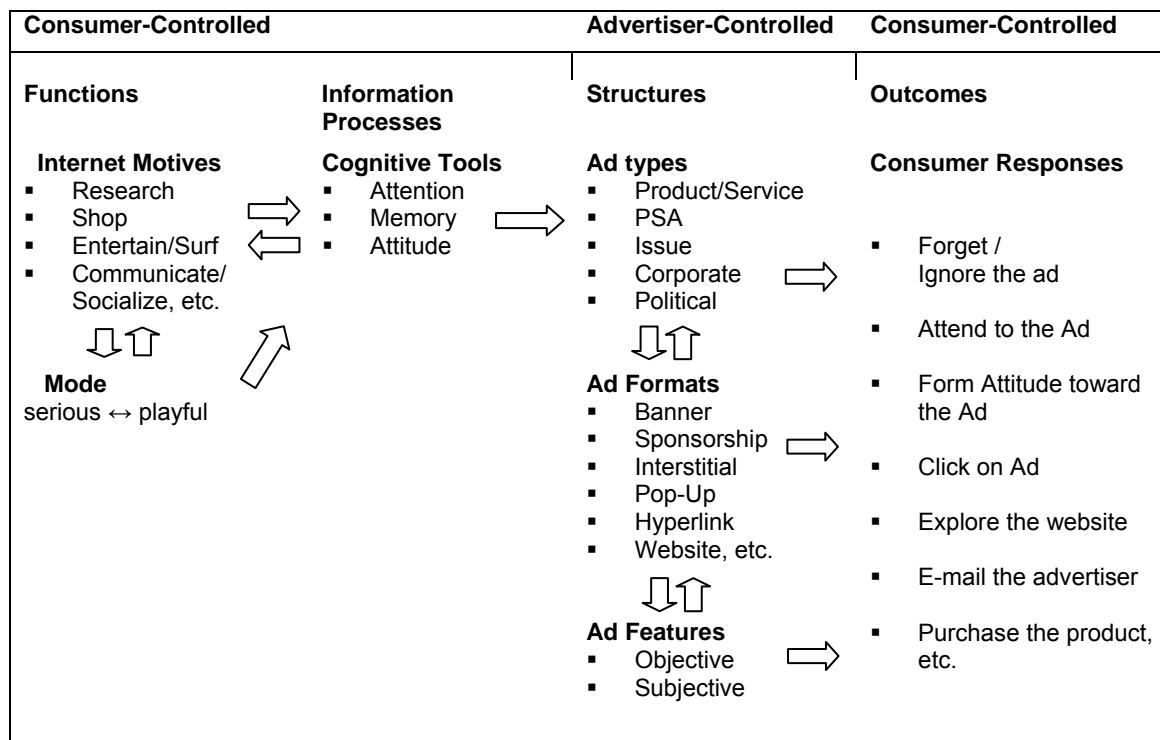 Consumer-Controlled
Advertiser-Controlled
Consumer-Controlled
Functions
Internet Motives
▪ Research
▪ Shop
▪ Entertain/Surf
▪ Communicate/
Socialize, etc.
Mode
serious ↔ playful
Information
Processes
Cognitive Tools
▪ Attention
▪ Memory
▪ Attitude
Structures
Ad types
▪ Product/Service
▪ PSA
▪ Issue
▪ Corporate
▪ Political
Ad Formats
▪ Banner
▪ Sponsorship
▪ Interstitial
▪ Pop-Up
▪ Hyperlink
▪ Website, etc.
Ad Features
▪ Objective
▪ Subjective
Outcomes
Consumer Responses
▪ Forget /
Ignore the ad
▪ Attend to the Ad
▪ Form Attitude toward
the Ad
▪ Click on Ad
▪ Explore the website
▪ E-mail the advertiser
▪ Purchase the product,
etc.